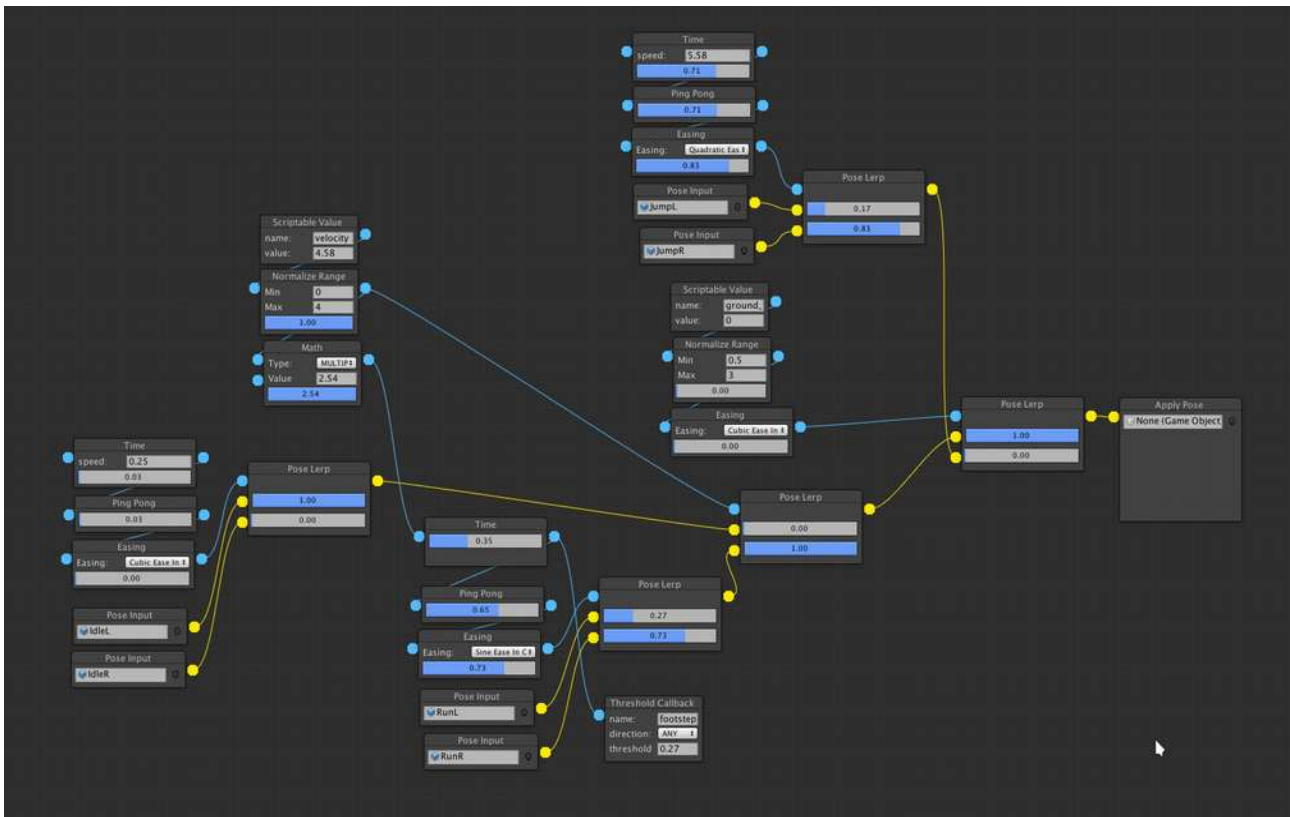 Time
speed: 5.58
0.71
Ping Pong
0.71
Easing
Easing: Quadratic Eas
0.83
Pose Input
JumpL
Pose Input
JumpR
Pose Lerp
0.17
0.83
Scriptable Value
name: velocity
value: 4.58
Normalize Range
Min 0
Max 4
1.00
Math
Type: MULTIP
Value 2.54
2.54
Scriptable Value
name: ground_
value: 0
Normalize Range
Min 0.5
Max 3
0.00
Easing
Easing: Cubic Ease In
0.00
Pose Lerp
1.00
0.00
Apply Pose
None (Game Object
Time
speed: 0.25
0.03
Ping Pong
0.03
Easing
Easing: Cubic Ease In
0.00
Pose Input
IdleL
Pose Input
IdleR
Pose Lerp
1.00
0.00
Time
0.35
Ping Pong
0.65
Easing
Easing: Sine Ease In C
0.73
Pose Input
RunL
Pose Input
RunR
Pose Lerp
0.27
0.73
Pose Lerp
0.00
1.00
Threshold Callback
name: footstep
direction: ANY
threshold 0.27